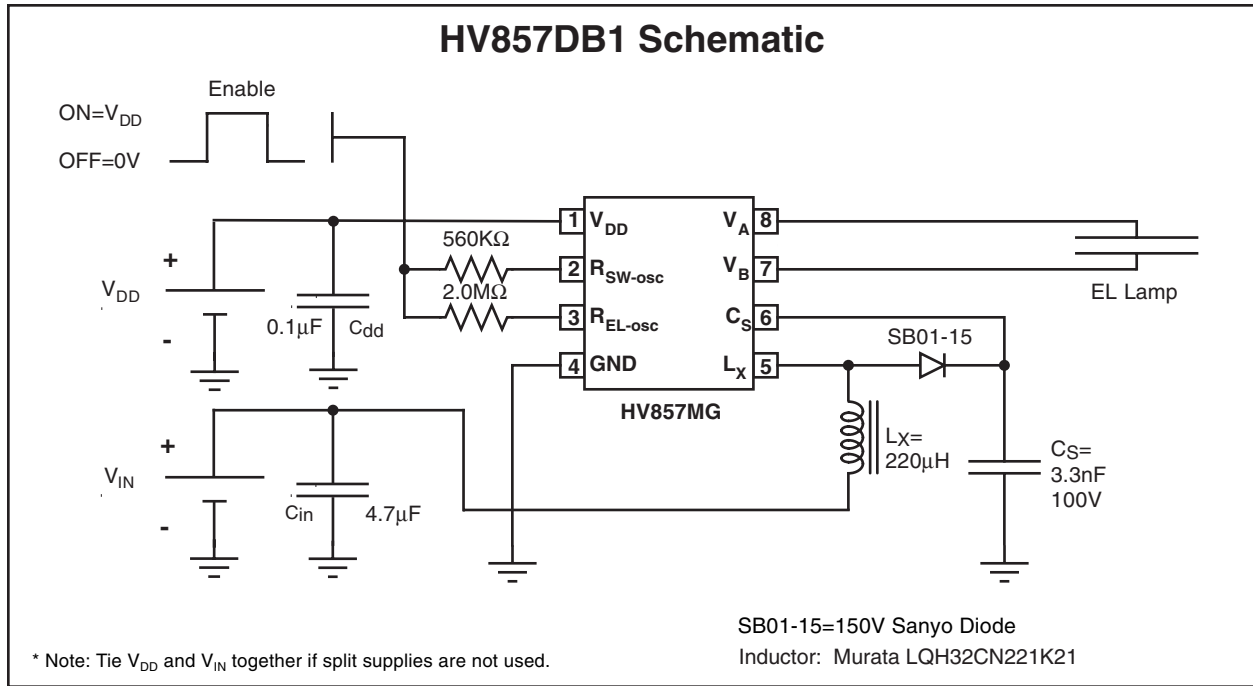 HV857DB1 Schematic
Enable
ON=VDD
OFF=0V
1 VDD
VA 8
560KΩ
2 RSW-osc
VB 7
2.0MΩ
3 REL-osc
CS 6
4 GND
LX 5
HV857MG
EL Lamp
SB01-15
+
VDD
-
0.1µF
Cdd
+
VIN
-
Cin
4.7µF
LX=
220µH
CS=
3.3nF
100V
SB01-15=150V Sanyo Diode
* Note: Tie VDD and VIN together if split supplies are not used.
Inductor: Murata LQH32CN221K21